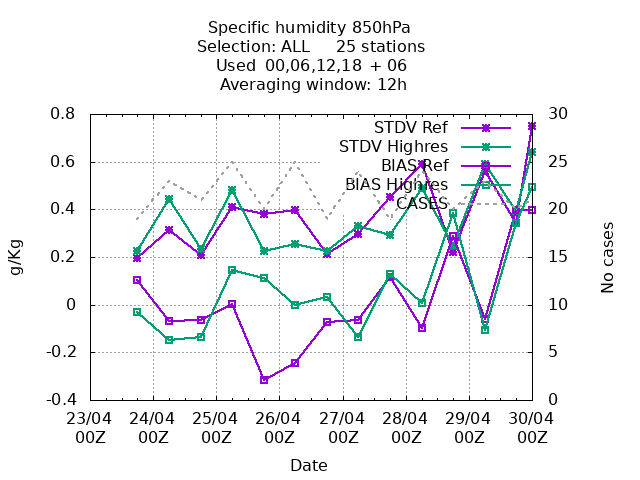 Specific humidity 850hPa
Selection: ALL     25 stations
Used  00,06,12,18 + 06
Averaging window: 12h
0.8
0.6
0.4
0.2
0
-0.2
-0.4
30
25
20
15
10
5
0
STDV Ref
STDV Highres
BIAS Ref
BIAS Highres
CASES
g/Kg
No cases
23/04 24/04 25/04 26/04 27/04 28/04 29/04 30/04
00Z 00Z 00Z 00Z 00Z 00Z 00Z 00Z
Date